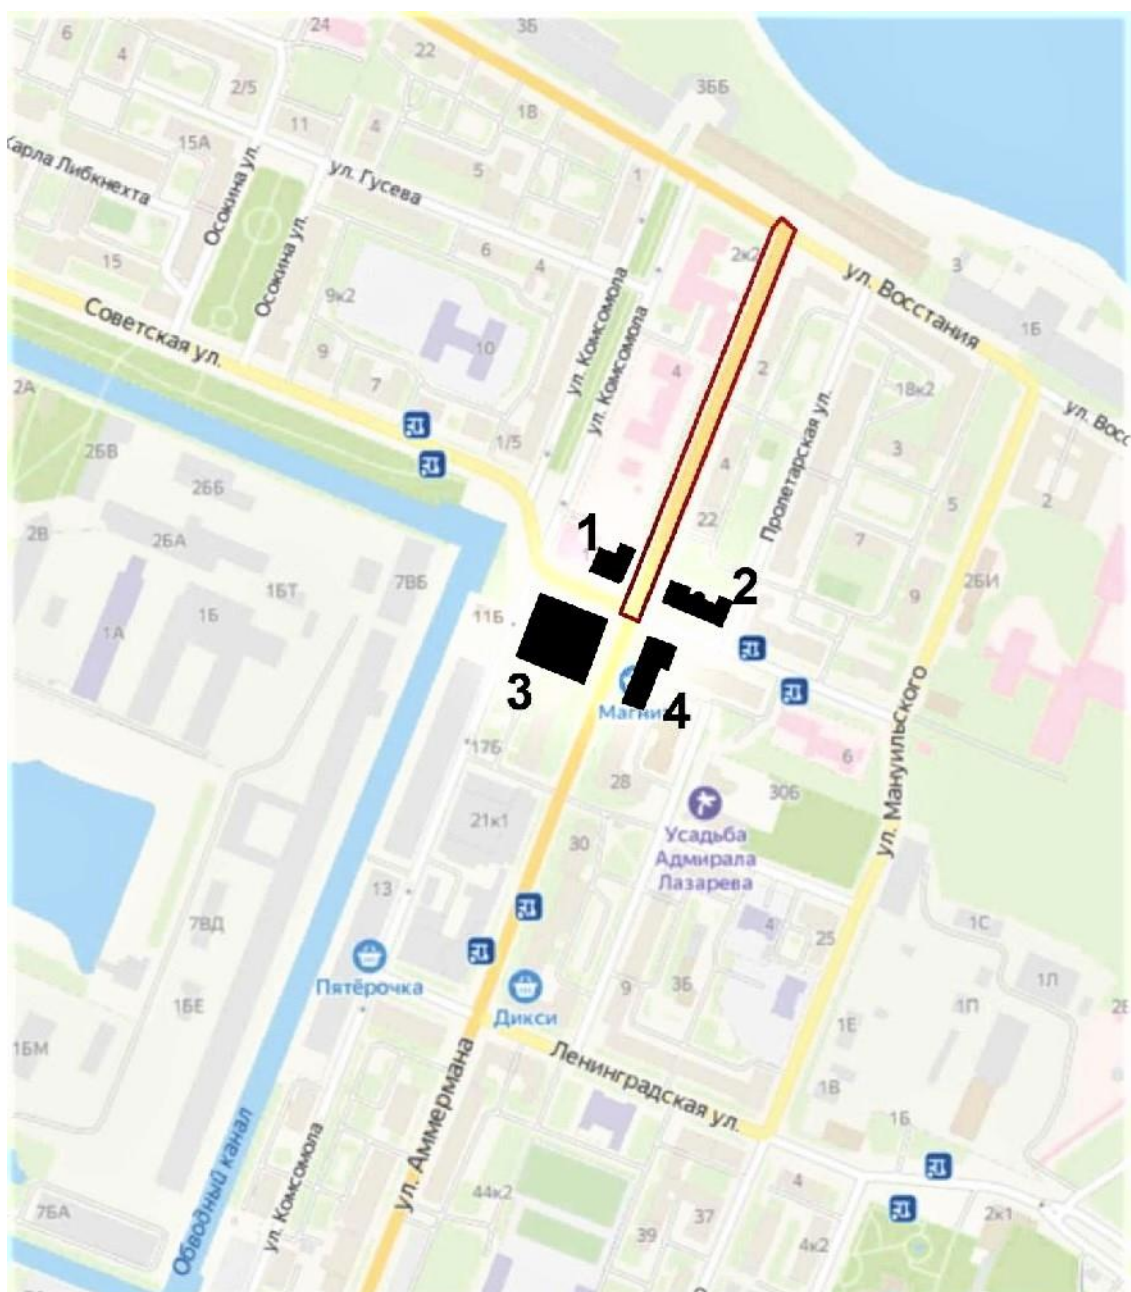 24
3Б
6
4
22
3ББ
2/5
1В
11
4
15А
ул. Гусева
5
1
Карла Либкнехта
Осокина ул.
Осокина ул.
2к2
15
6
4
ул. Восстания
3
9к2
ул. Комсомола
ул. Комсомола
1Б
Советская ул.
10
9
7
4
2
18к2
2А
ул. Восс
1/5
Пролетарская ул.
3
2БВ
4
2ББ
5
2
22
2В
2БА
1
7
7ВБ
1БТ
2БИ
2
9
1Б
11Б
1А
3
4
Магни
17Б
ул. Мануильского
6
28
30Б
21к1
Усадьба
Адмирала
Лазарева
30
13
4
7ВД
25
1С
Пятёрочка
9
3Б
1Л
1БЕ
Дикси
1П
1Е
1БМ
Ленинградская ул.
1В
1Б
ул. Аммермана
Обводный канал
ул. Комсомола
7БА
44к2
4
37
2к1
39
4к2